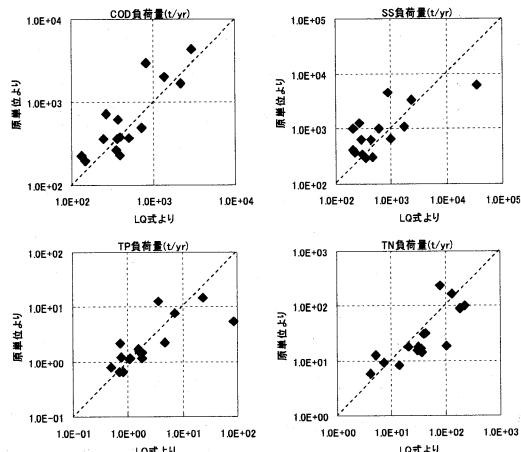 COD負荷量(t/yr)
1.0E+04
1.0E+03
1.0E+02
原単位より
1.0E+02 1.0E+03 1.0E+04
LQ式より
SS負荷量(t/yr)
1.0E+05
1.0E+04
1.0E+03
1.0E+02
原単位より
1.0E+02 1.0E+03 1.0E+04 1.0E+05
LQ式より
TP負荷量(t/yr)
1.0E+02
1.0E+01
1.0E+00
1.0E-01
原単位より
1.0E-01 1.0E+00 1.0E+01 1.0E+02
LQ式より
TN負荷量(t/yr)
1.0E+03
1.0E+02
1.0E+01
1.0E+00
原単位より
1.0E+00 1.0E+01 1.0E+02 1.0E+03
LQ式より